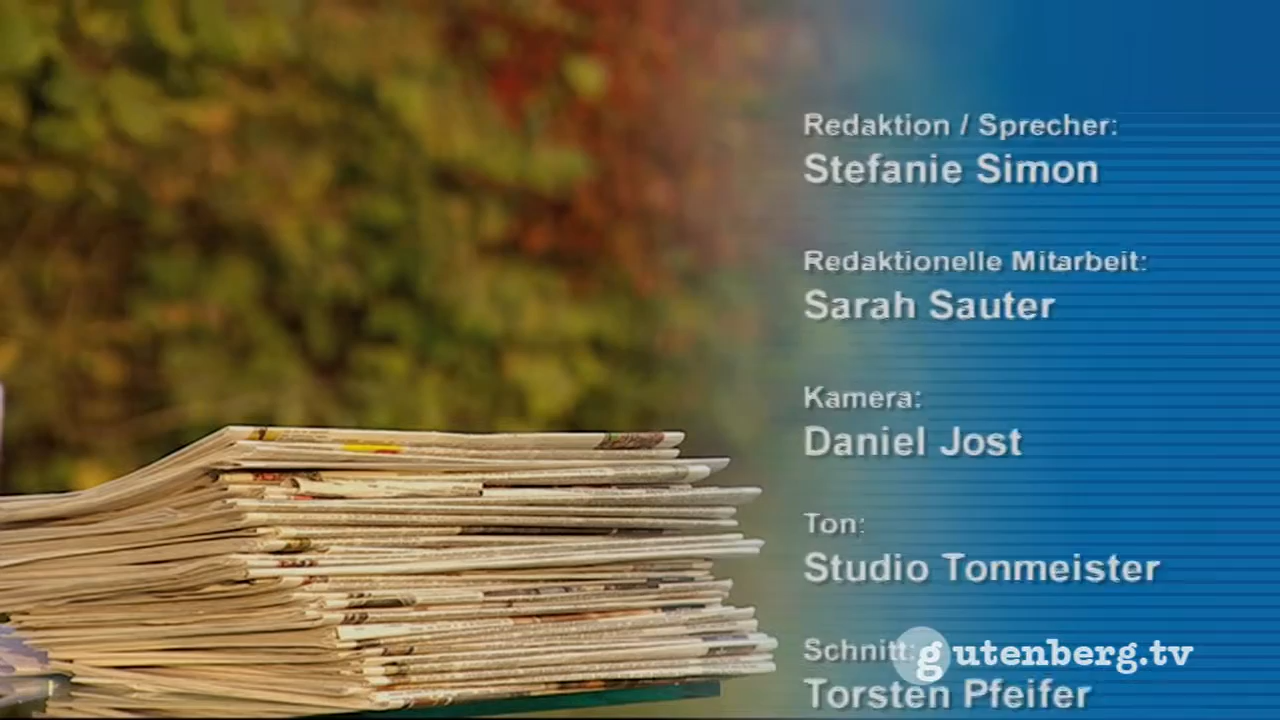 Redaktion / Sprecher:
Stefanie Simon
Redaktionelle Mitarbeit:
Sarah Sauter
Kamera:
Daniel Jost
Ton:
Studio Tonmeister
Schnitt:
gutenberg.tv
Torsten Pfeifer